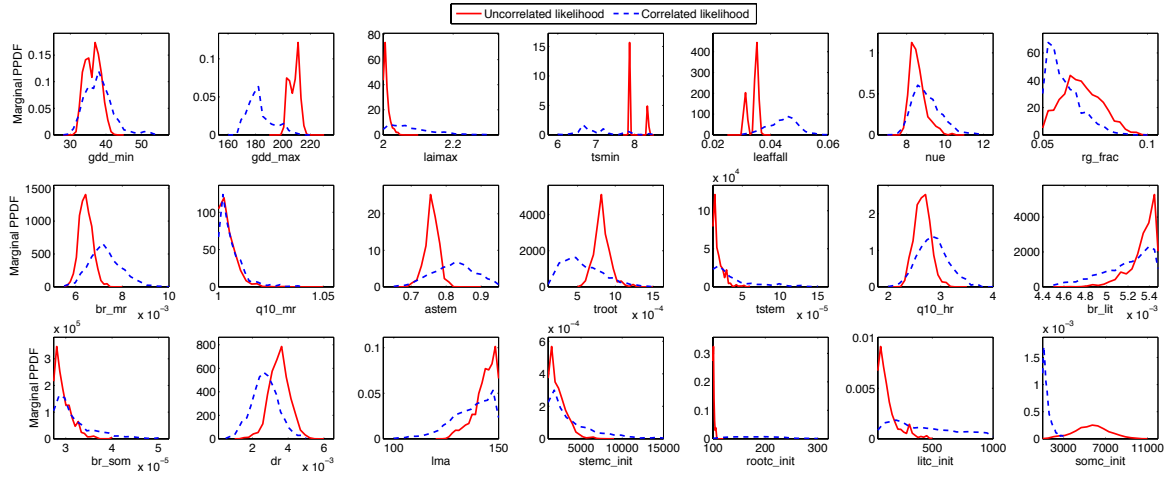 Uncorrelated likelihood Correlated likelihood
Marginal PPDF
0.15
0.1
0.05
0
30 40 50
gdd_min
0.1
0.05
0
160 180 200 220
gdd_max
80
60
40
20
0
2 2.2
laimax
15
10
5
0
6 7 8
tsmin
400
300
200
100
0
0.02 0.04 0.06
leaffall
1
0.5
0
8 10 12
nue
60
40
20
0
0.05 0.1
rg_frac
Marginal PPDF
1500
1000
500
0
6 8 10
br_mr x 10⁻³
100
50
0
1 1.05
q10_mr
20
10
0
0.7 0.8 0.9
astem
4000
2000
0
5 10 15
troot x 10⁻⁴
x 10⁴
10
5
0
5 10 15
tstem x 10⁻⁵
2
1
0
2 3 4
q10_hr
4000
2000
0
4.4 4.6 4.8 5 5.2 5.4
br_lit x 10⁻³
Marginal PPDF
x 10⁵
3
2
1
0
3 4 5
br_som x 10⁻⁵
800
600
400
200
0
2 4 6
dr x 10⁻³
0.1
0.05
0
100 150
lma
x 10⁻⁴
6
4
2
0
5000 10000 15000
stemc_init
0.3
0.2
0.1
0
100 200 300
rootc_init
0.01
0.005
0
500 1000
litc_init
x 10⁻³
1.5
1
0.5
0
3000 7000 11000
somc_init